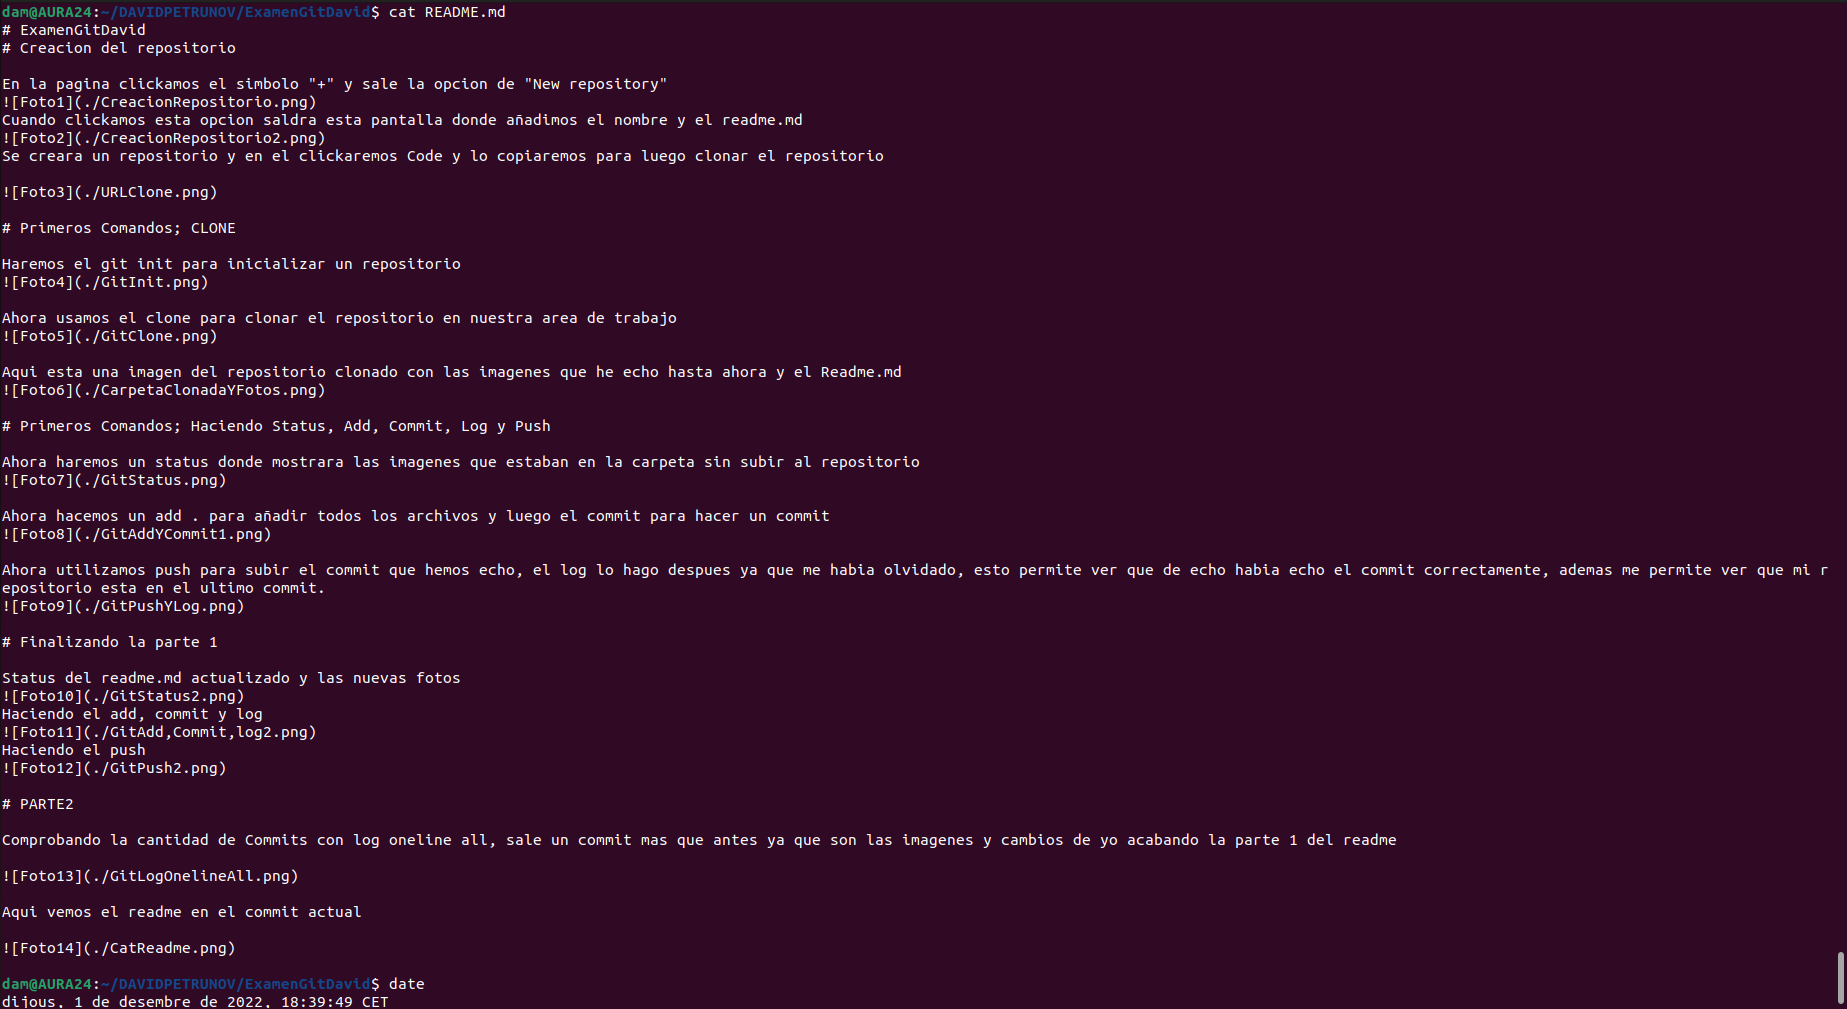 dam@AURA24:~/DAVIDPETRUNOV/ExamenGitDavid$ cat README.md
# ExamenGitDavid
# Creacion del repositorio
En la pagina clickamos el simbolo "+" y sale la opcion de "New repository"
![Foto1](./CreacionRepositorio.png)
Cuando clickamos esta opcion saldra esta pantalla donde añadimos el nombre y el readme.md
![Foto2](./CreacionRepositorio2.png)
Se creara un repositorio y en el clickaremos Code y lo copiaremos para luego clonar el repositorio
![Foto3](./URLClone.png)
# Primeros Comandos; CLONE
Haremos el git init para inicializar un repositorio
![Foto4](./GitInit.png)
Ahora usamos el clone para clonar el repositorio en nuestra area de trabajo
![Foto5](./GitClone.png)
Aqui esta una imagen del repositorio clonado con las imagenes que he echo hasta ahora y el Readme.md
![Foto6](./CarpetaClonadaYFotos.png)
# Primeros Comandos; Haciendo Status, Add, Commit, Log y Push
Ahora haremos un status donde mostrara las imagenes que estaban en la carpeta sin subir al repositorio
![Foto7](./GitStatus.png)
Ahora hacemos un add . para añadir todos los archivos y luego el commit para hacer un commit
![Foto8](./GitAddYCommit1.png)
Ahora utilizamos push para subir el commit que hemos echo, el log lo hago despues ya que me habia olvidado, esto permite ver que de echo habia echo el commit correctamente, ademas me permite ver que mi r
epositorio esta en el ultimo commit.
![Foto9](./GitPushYLog.png)
# Finalizando la parte 1
Status del readme.md actualizado y las nuevas fotos
![Foto10](./GitStatus2.png)
Haciendo el add, commit y log
![Foto11](./GitAdd,Commit,log2.png)
Haciendo el push
![Foto12](./GitPush2.png)
# PARTE2
Comprobando la cantidad de Commits con log oneline all, sale un commit mas que antes ya que son las imagenes y cambios de yo acabando la parte 1 del readme
![Foto13](./GitLogOnelineAll.png)
Aqui vemos el readme en el commit actual
![Foto14](./CatReadme.png)
dam@AURA24:~/DAVIDPETRUNOV/ExamenGitDavid$ date
dijous, 1 de desembre de 2022, 18:39:49 CET